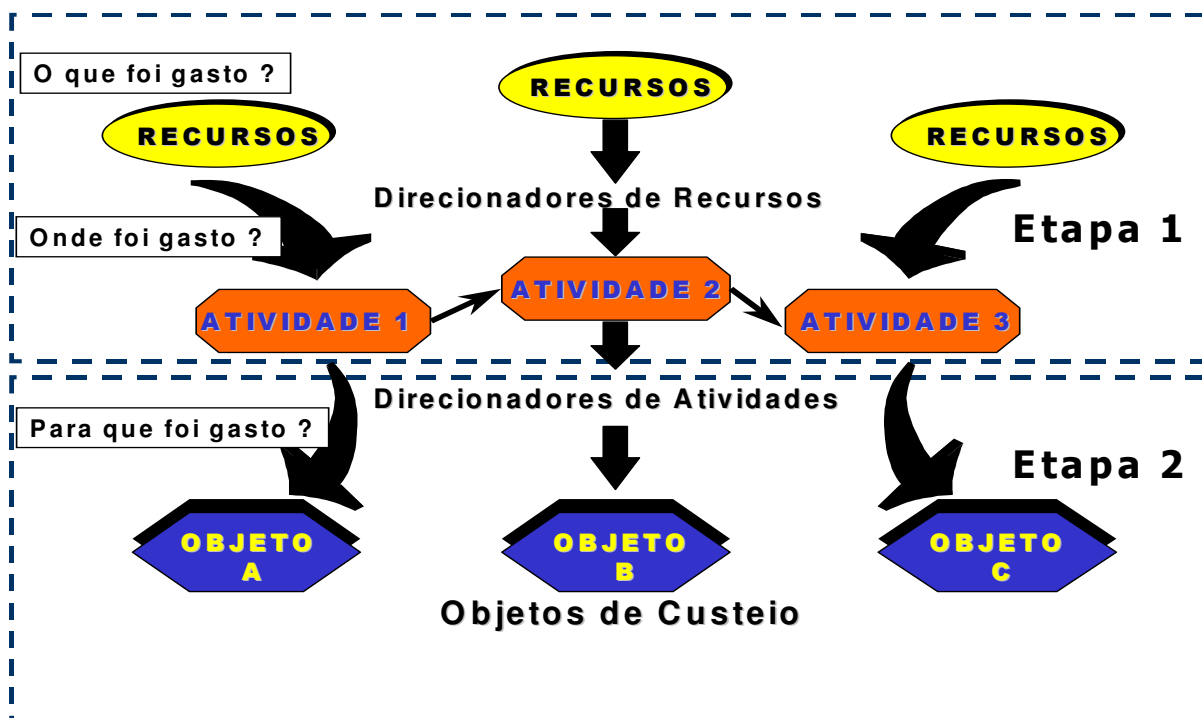 O que foi gasto ?
RECURSOS
RECURSOS
RECURSOS
Direcionadores de Recursos
Onde foi gasto ?
Etapa 1
ATIVIDADE 1
ATIVIDADE 2
ATIVIDADE 3
Direcionadores de Atividades
Para que foi gasto ?
Etapa 2
OBJETO
A
OBJETO
B
OBJETO
C
Objetos de Custeio